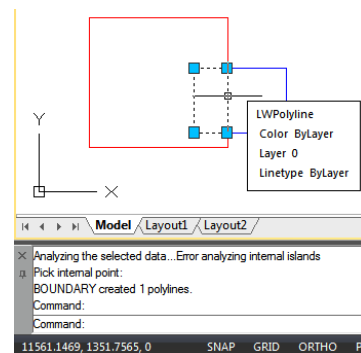 LWPolyline
Color ByLayer
Layer 0
Linetype ByLayer
Y
X
Model Layout1 Layout2
Analyzing the selected data...Error analyzing internal islands
Pick internal point:
BOUNDARY created 1 polylines.
Command:
Command:
11561.1469, 1351.7565, 0 SNAP GRID ORTHO